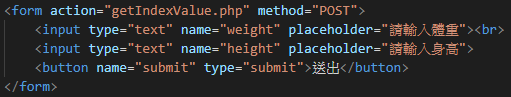 <form action="getIndexValue.php" method="POST">
<input type="text" name="weight" placeholder="請輸入體重"><br>
<input type="text" name="height" placeholder="請輸入身高">
<button name="submit" type="submit">送出</button>
</form>